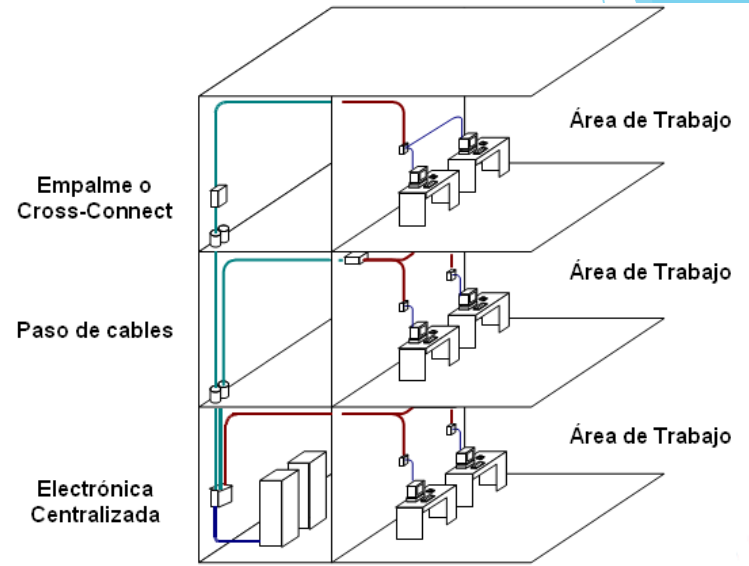 Área de Trabajo
Empalme o
Cross-Connect
Área de Trabajo
Paso de cables
Área de Trabajo
Electrónica
Centralizada